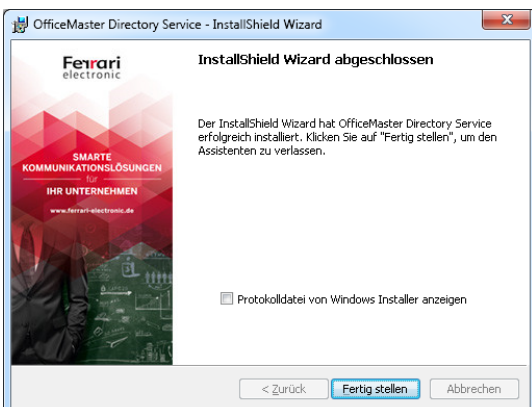 OfficeMaster Directory Service - InstallShield Wizard
Ferrari
electronic
SMARTE
KOMMUNIKATIONSLÖSUNGEN
für
IHR UNTERNEHMEN
www.ferrari-electronic.de
InstallShield Wizard abgeschlossen
Der InstallShield Wizard hat OfficeMaster Directory Service
erfolgreich installiert. Klicken Sie auf "Fertig stellen", um den
Assistenten zu verlassen.
Protokolldatei von Windows Installer anzeigen
< Zurück
Fertig stellen
Abbrechen